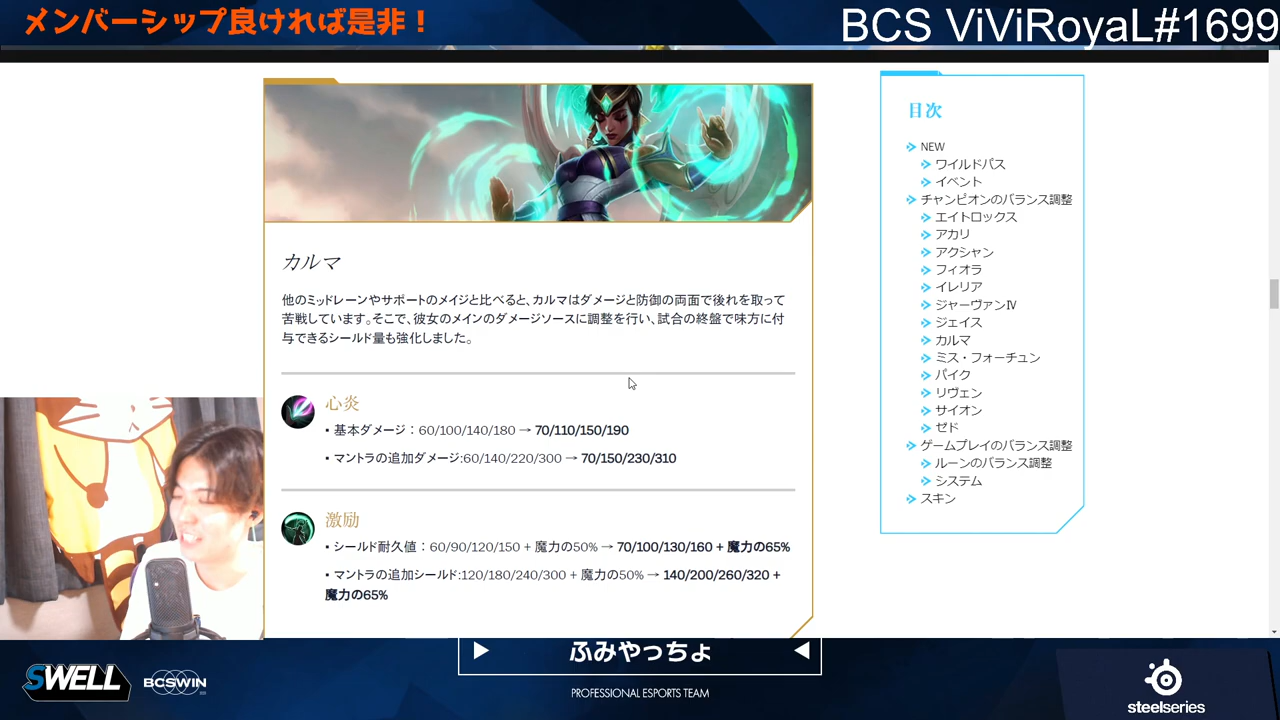 メンバーシップ良ければ是非！
BCS ViViRoyaL#1699
カルマ
他のミッドレーンやサポートのメイジと比べると、カルマはダメージと防御の両面で後れを取って
苦戦しています。そこで、彼女のメインのダメージソースに調整を行い、試合の終盤で味方に付
与できるシールド量も強化しました。
心炎
• 基本ダメージ：60/100/140/180 → 70/110/150/190
• マントラの追加ダメージ:60/140/220/300 → 70/150/230/310
激励
• シールド耐久値：60/90/120/150 + 魔力の50% → 70/100/130/160 + 魔力の65%
• マントラの追加シールド:120/180/240/300 + 魔力の50% → 140/200/260/320 +
魔力の65%
目次
NEW
ワイルドパス
イベント
チャンピオンのバランス調整
エイトロックス
アカリ
アクシャン
フィオラ
イレリア
ジャーヴァンⅣ
ジェイス
カルマ
ミス・フォーチュン
パイク
リヴェン
サイオン
ゼド
ゲームプレイのバランス調整
ルーンのバランス調整
システム
スキン
ふみやっちょ
PROFESSIONAL ESPORTS TEAM
SWELL
BCSWIN
steelseries